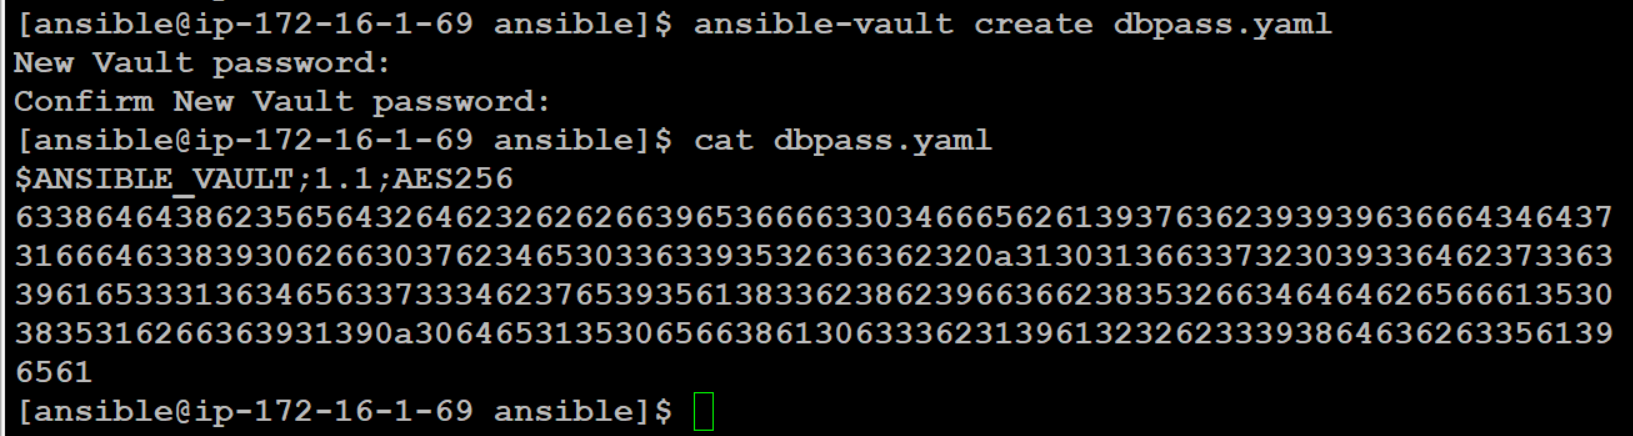 [ansible@ip-172-16-1-69 ansible]$ ansible-vault create dbpass.yaml
New Vault password:
Confirm New Vault password:
[ansible@ip-172-16-1-69 ansible]$ cat dbpass.yaml
$ANSIBLE_VAULT;1.1;AES256
63386464386235656432646232626266396536666330346665626139376362393939636664346437
3166646338393062663037623465303363393532636362320a313031366337323039336462373363
39616533313634656337333462376539356138336238623966366238353266346464626566613530
3835316266363931390a306465313530656638613063336231396132326233393864636263356139
6561
[ansible@ip-172-16-1-69 ansible]$